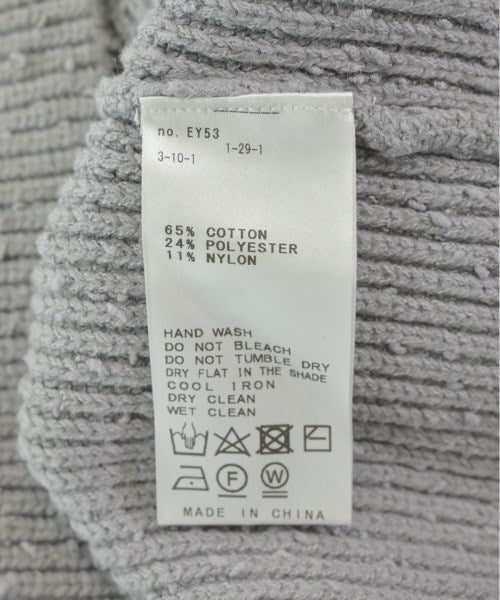 no. EY53
1-29-1
3-10-1
65% COTTON
24% POLYESTER
11% NYLON
HAND WASH
DO NOT BLEACH
DO NOT TUMBLE DRY
DRY FLAT IN THE SHADE
COOL IRON
DRY CLEAN
WET CLEAN
F W
MADE IN CHINA